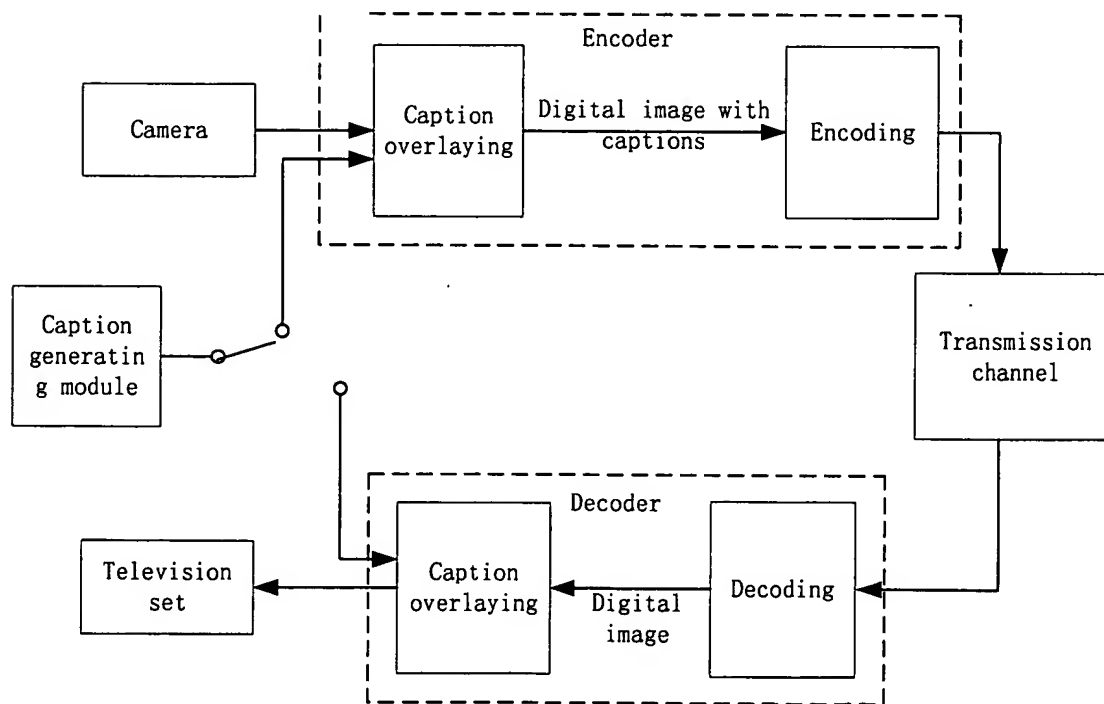 Encoder
Camera
Caption
overlaying
Digital image with
captions
Encoding
Caption
generatin
g module
Transmission
channel
Decoder
Television
set
Caption
overlaying
Digital
image
Decoding